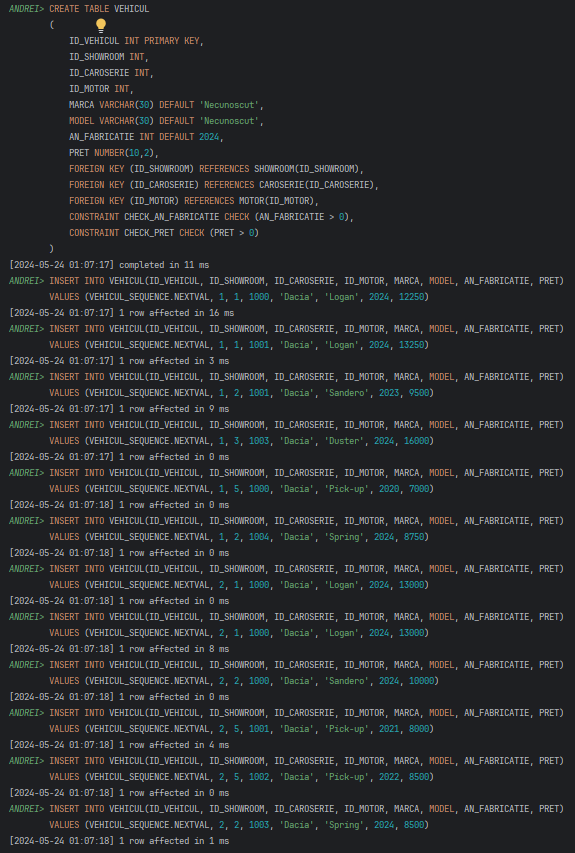 ANDREI> CREATE TABLE VEHICUL
(
ID_VEHICUL INT PRIMARY KEY,
ID_SHOWROOM INT,
ID_CAROSERIE INT,
ID_MOTOR INT,
MARCA VARCHAR(30) DEFAULT 'Necunoscut',
MODEL VARCHAR(30) DEFAULT 'Necunoscut',
AN_FABRICATIE INT DEFAULT 2024,
PRET NUMBER(10,2),
FOREIGN KEY (ID_SHOWROOM) REFERENCES SHOWROOM(ID_SHOWROOM),
FOREIGN KEY (ID_CAROSERIE) REFERENCES CAROSERIE(ID_CAROSERIE),
FOREIGN KEY (ID_MOTOR) REFERENCES MOTOR(ID_MOTOR),
CONSTRAINT CHECK_AN_FABRICATIE CHECK (AN_FABRICATIE > 0),
CONSTRAINT CHECK_PRET CHECK (PRET > 0)
)
[2024-05-24 01:07:17] completed in 11 ms
ANDREI> INSERT INTO VEHICUL(ID_VEHICUL, ID_SHOWROOM, ID_CAROSERIE, ID_MOTOR, MARCA, MODEL, AN_FABRICATIE, PRET)
VALUES (VEHICUL_SEQUENCE.NEXTVAL, 1, 1, 1000, 'Dacia', 'Logan', 2024, 12250)
[2024-05-24 01:07:17] 1 row affected in 16 ms
ANDREI> INSERT INTO VEHICUL(ID_VEHICUL, ID_SHOWROOM, ID_CAROSERIE, ID_MOTOR, MARCA, MODEL, AN_FABRICATIE, PRET)
VALUES (VEHICUL_SEQUENCE.NEXTVAL, 1, 1, 1001, 'Dacia', 'Logan', 2024, 13250)
[2024-05-24 01:07:17] 1 row affected in 3 ms
ANDREI> INSERT INTO VEHICUL(ID_VEHICUL, ID_SHOWROOM, ID_CAROSERIE, ID_MOTOR, MARCA, MODEL, AN_FABRICATIE, PRET)
VALUES (VEHICUL_SEQUENCE.NEXTVAL, 1, 2, 1001, 'Dacia', 'Sandero', 2023, 9500)
[2024-05-24 01:07:17] 1 row affected in 9 ms
ANDREI> INSERT INTO VEHICUL(ID_VEHICUL, ID_SHOWROOM, ID_CAROSERIE, ID_MOTOR, MARCA, MODEL, AN_FABRICATIE, PRET)
VALUES (VEHICUL_SEQUENCE.NEXTVAL, 1, 3, 1003, 'Dacia', 'Duster', 2024, 16000)
[2024-05-24 01:07:17] 1 row affected in 0 ms
ANDREI> INSERT INTO VEHICUL(ID_VEHICUL, ID_SHOWROOM, ID_CAROSERIE, ID_MOTOR, MARCA, MODEL, AN_FABRICATIE, PRET)
VALUES (VEHICUL_SEQUENCE.NEXTVAL, 1, 5, 1000, 'Dacia', 'Pick-up', 2020, 7000)
[2024-05-24 01:07:18] 1 row affected in 0 ms
ANDREI> INSERT INTO VEHICUL(ID_VEHICUL, ID_SHOWROOM, ID_CAROSERIE, ID_MOTOR, MARCA, MODEL, AN_FABRICATIE, PRET)
VALUES (VEHICUL_SEQUENCE.NEXTVAL, 1, 2, 1004, 'Dacia', 'Spring', 2024, 8750)
[2024-05-24 01:07:18] 1 row affected in 0 ms
ANDREI> INSERT INTO VEHICUL(ID_VEHICUL, ID_SHOWROOM, ID_CAROSERIE, ID_MOTOR, MARCA, MODEL, AN_FABRICATIE, PRET)
VALUES (VEHICUL_SEQUENCE.NEXTVAL, 2, 1, 1000, 'Dacia', 'Logan', 2024, 13000)
[2024-05-24 01:07:18] 1 row affected in 0 ms
ANDREI> INSERT INTO VEHICUL(ID_VEHICUL, ID_SHOWROOM, ID_CAROSERIE, ID_MOTOR, MARCA, MODEL, AN_FABRICATIE, PRET)
VALUES (VEHICUL_SEQUENCE.NEXTVAL, 2, 1, 1000, 'Dacia', 'Logan', 2024, 13000)
[2024-05-24 01:07:18] 1 row affected in 8 ms
ANDREI> INSERT INTO VEHICUL(ID_VEHICUL, ID_SHOWROOM, ID_CAROSERIE, ID_MOTOR, MARCA, MODEL, AN_FABRICATIE, PRET)
VALUES (VEHICUL_SEQUENCE.NEXTVAL, 2, 2, 1000, 'Dacia', 'Sandero', 2024, 10000)
[2024-05-24 01:07:18] 1 row affected in 0 ms
ANDREI> INSERT INTO VEHICUL(ID_VEHICUL, ID_SHOWROOM, ID_CAROSERIE, ID_MOTOR, MARCA, MODEL, AN_FABRICATIE, PRET)
VALUES (VEHICUL_SEQUENCE.NEXTVAL, 2, 5, 1001, 'Dacia', 'Pick-up', 2021, 8000)
[2024-05-24 01:07:18] 1 row affected in 4 ms
ANDREI> INSERT INTO VEHICUL(ID_VEHICUL, ID_SHOWROOM, ID_CAROSERIE, ID_MOTOR, MARCA, MODEL, AN_FABRICATIE, PRET)
VALUES (VEHICUL_SEQUENCE.NEXTVAL, 2, 5, 1002, 'Dacia', 'Pick-up', 2022, 8500)
[2024-05-24 01:07:18] 1 row affected in 0 ms
ANDREI> INSERT INTO VEHICUL(ID_VEHICUL, ID_SHOWROOM, ID_CAROSERIE, ID_MOTOR, MARCA, MODEL, AN_FABRICATIE, PRET)
VALUES (VEHICUL_SEQUENCE.NEXTVAL, 2, 2, 1003, 'Dacia', 'Spring', 2024, 8500)
[2024-05-24 01:07:18] 1 row affected in 1 ms